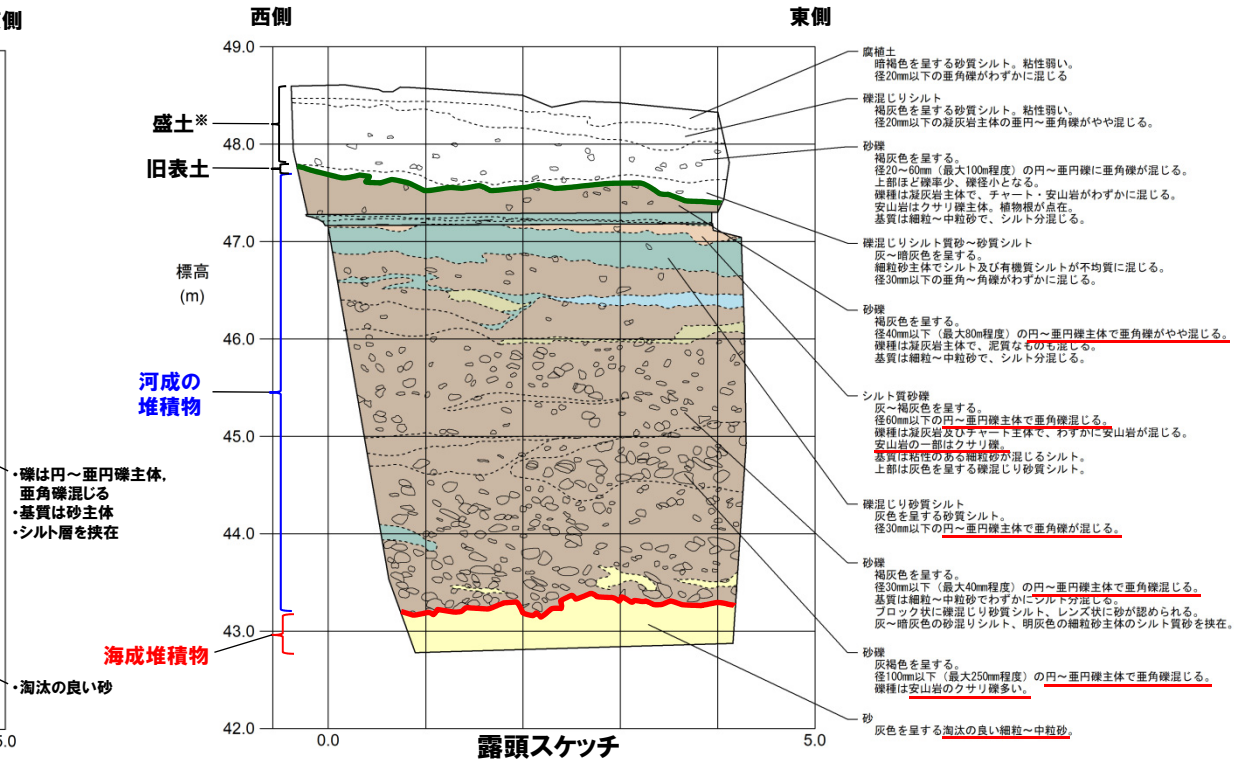 側
西側
東側
49.0
48.0
47.0
46.0
45.0
44.0
43.0
42.0
標高
(m)
盛土※
旧表土
河成の
堆積物
海成堆積物
・礫は円～亜円礫主体,
亜角礫混じる
・基質は砂主体
・シルト層を挟在
・淘汰の良い砂
5.0
0.0
露頭スケッチ
5.0
腐植土
暗褐色を呈する砂質シルト。粘性弱い。
径20mm以下の亜角礫がわずかに混じる
礫混じりシルト
褐灰色を呈する砂質シルト。粘性弱い。
径20mm以下の凝灰岩主体の亜円～亜角礫がやや混じる。
砂礫
褐灰色を呈する。
径20～60mm（最大100m程度）の円～亜円礫に亜角礫が混じる。
上部ほど礫率少、礫径小となる。
礫種は凝灰岩主体で、チャート・安山岩がわずかに混じる。
安山岩はクサリ礫主体。植物根が点在。
基質は細粒～中粒砂で、シルト分混じる。
礫混じりシルト質砂～砂質シルト
灰～暗灰色を呈する。
細粒砂主体でシルト及び有機質シルトが不均質に混じる。
径30mm以下の亜角～角礫がわずかに混じる。
砂礫
褐灰色を呈する。
径40mm以下（最大80m程度）の円～亜円礫主体で亜角礫がやや混じる。
礫種は凝灰岩主体で、泥質なものも混じる。
基質は細粒～中粒砂で、シルト分混じる。
シルト質砂礫
灰～褐灰色を呈する。
径60mm以下の円～亜円礫主体で亜角礫混じる。
礫種は凝灰岩及びチャート主体で、わずかに安山岩が混じる。
安山岩の一部はクサリ礫。
基質は粘性のある細粒砂が混じるシルト。
上部は灰色を呈する礫混じり砂質シルト。
礫混じり砂質シルト
灰色を呈する砂質シルト。
径30mm以下の円～亜円礫主体で亜角礫が混じる。
砂礫
褐灰色を呈する。
径30mm以下（最大40mm程度）の円～亜円礫主体で亜角礫混じる。
基質は細粒～中粒砂でわずかにシルト分混じる。
ブロック状に礫混じり砂質シルト、レンズ状に砂が認められる。
灰～暗灰色の砂混りシルト、明灰色の細粒砂主体のシルト質砂を挟在。
砂礫
灰褐色を呈する。
径100mm以下（最大250mm程度）の円～亜円礫主体で亜角礫混じる。
礫種は安山岩のクサリ礫多い。
砂
灰色を呈する淘汰の良い細粒～中粒砂。